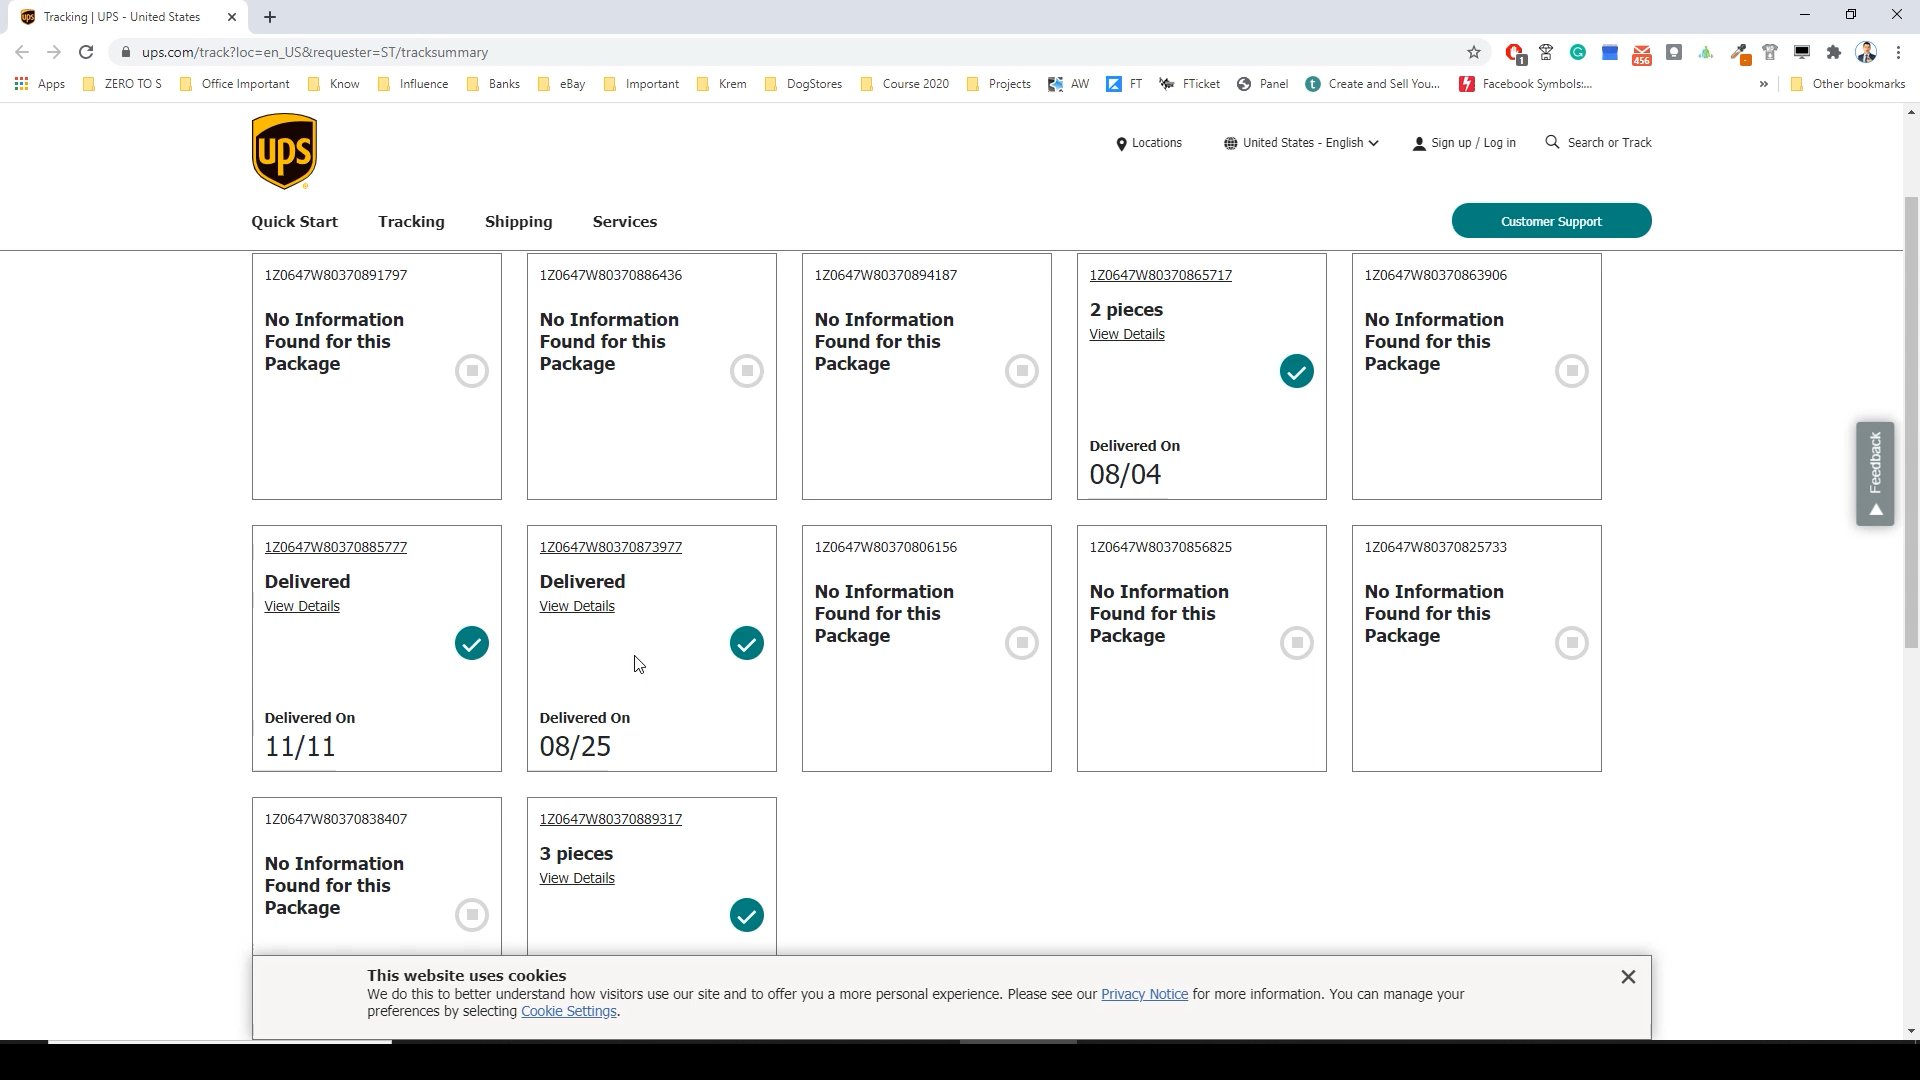 Tracking | UPS - United States
ups.com/track?loc=en_US&requester=ST/tracksummary
1
456
Apps
ZERO TO S
Office Important
Know
Influence
Banks
eBay
Important
Krem
DogStores
Course 2020
Projects
AW
FT
FTicket
Panel
Create and Sell You...
Facebook Symbols:...
»
Other bookmarks
ups
Locations
United States - English
Sign up / Log in
Search or Track
Quick Start
Tracking
Shipping
Services
Customer Support
1Z0647W80370891797
No Information
Found for this
Package
1Z0647W80370886436
No Information
Found for this
Package
1Z0647W80370894187
No Information
Found for this
Package
1Z0647W80370865717
2 pieces
View Details
Delivered On
08/04
1Z0647W80370863906
No Information
Found for this
Package
Feedback
1Z0647W80370885777
Delivered
View Details
Delivered On
11/11
1Z0647W80370873977
Delivered
View Details
Delivered On
08/25
1Z0647W80370806156
No Information
Found for this
Package
1Z0647W80370856825
No Information
Found for this
Package
1Z0647W80370825733
No Information
Found for this
Package
1Z0647W80370838407
No Information
Found for this
Package
1Z0647W80370889317
3 pieces
View Details
This website uses cookies
We do this to better understand how visitors use our site and to offer you a more personal experience. Please see our Privacy Notice for more information. You can manage your
preferences by selecting Cookie Settings.